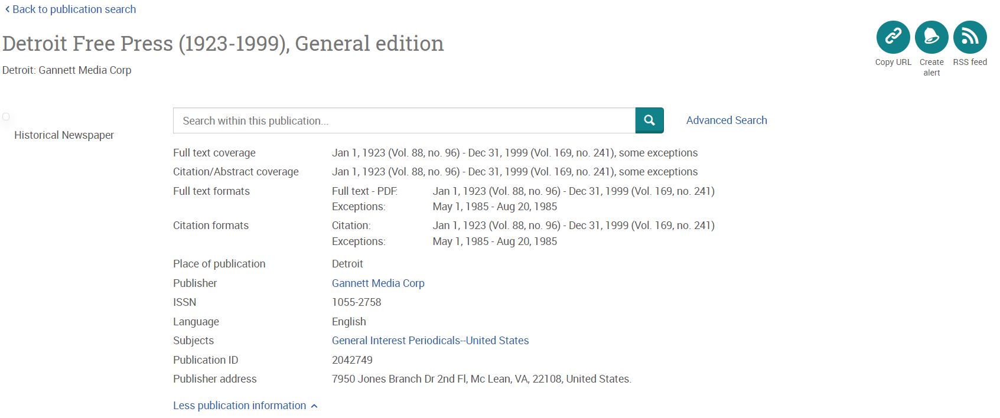 Back to publication search
Detroit Free Press (1923-1999), General edition
Detroit: Gannett Media Corp
Copy URL
Create alert
RSS feed
Historical Newspaper
Search within this publication...
Advanced Search
Full text coverage Jan 1, 1923 (Vol. 88, no. 96) - Dec 31, 1999 (Vol. 169, no. 241), some exceptions
Citation/Abstract coverage Jan 1, 1923 (Vol. 88, no. 96) - Dec 31, 1999 (Vol. 169, no. 241), some exceptions
Full text formats Full text - PDF: Jan 1, 1923 (Vol. 88, no. 96) - Dec 31, 1999 (Vol. 169, no. 241)
Exceptions: May 1, 1985 - Aug 20, 1985
Citation formats Citation: Jan 1, 1923 (Vol. 88, no. 96) - Dec 31, 1999 (Vol. 169, no. 241)
Exceptions: May 1, 1985 - Aug 20, 1985
Place of publication Detroit
Publisher Gannett Media Corp
ISSN 1055-2758
Language English
Subjects General Interest Periodicals--United States
Publication ID 2042749
Publisher address 7950 Jones Branch Dr 2nd Fl, Mc Lean, VA, 22108, United States.
Less publication information